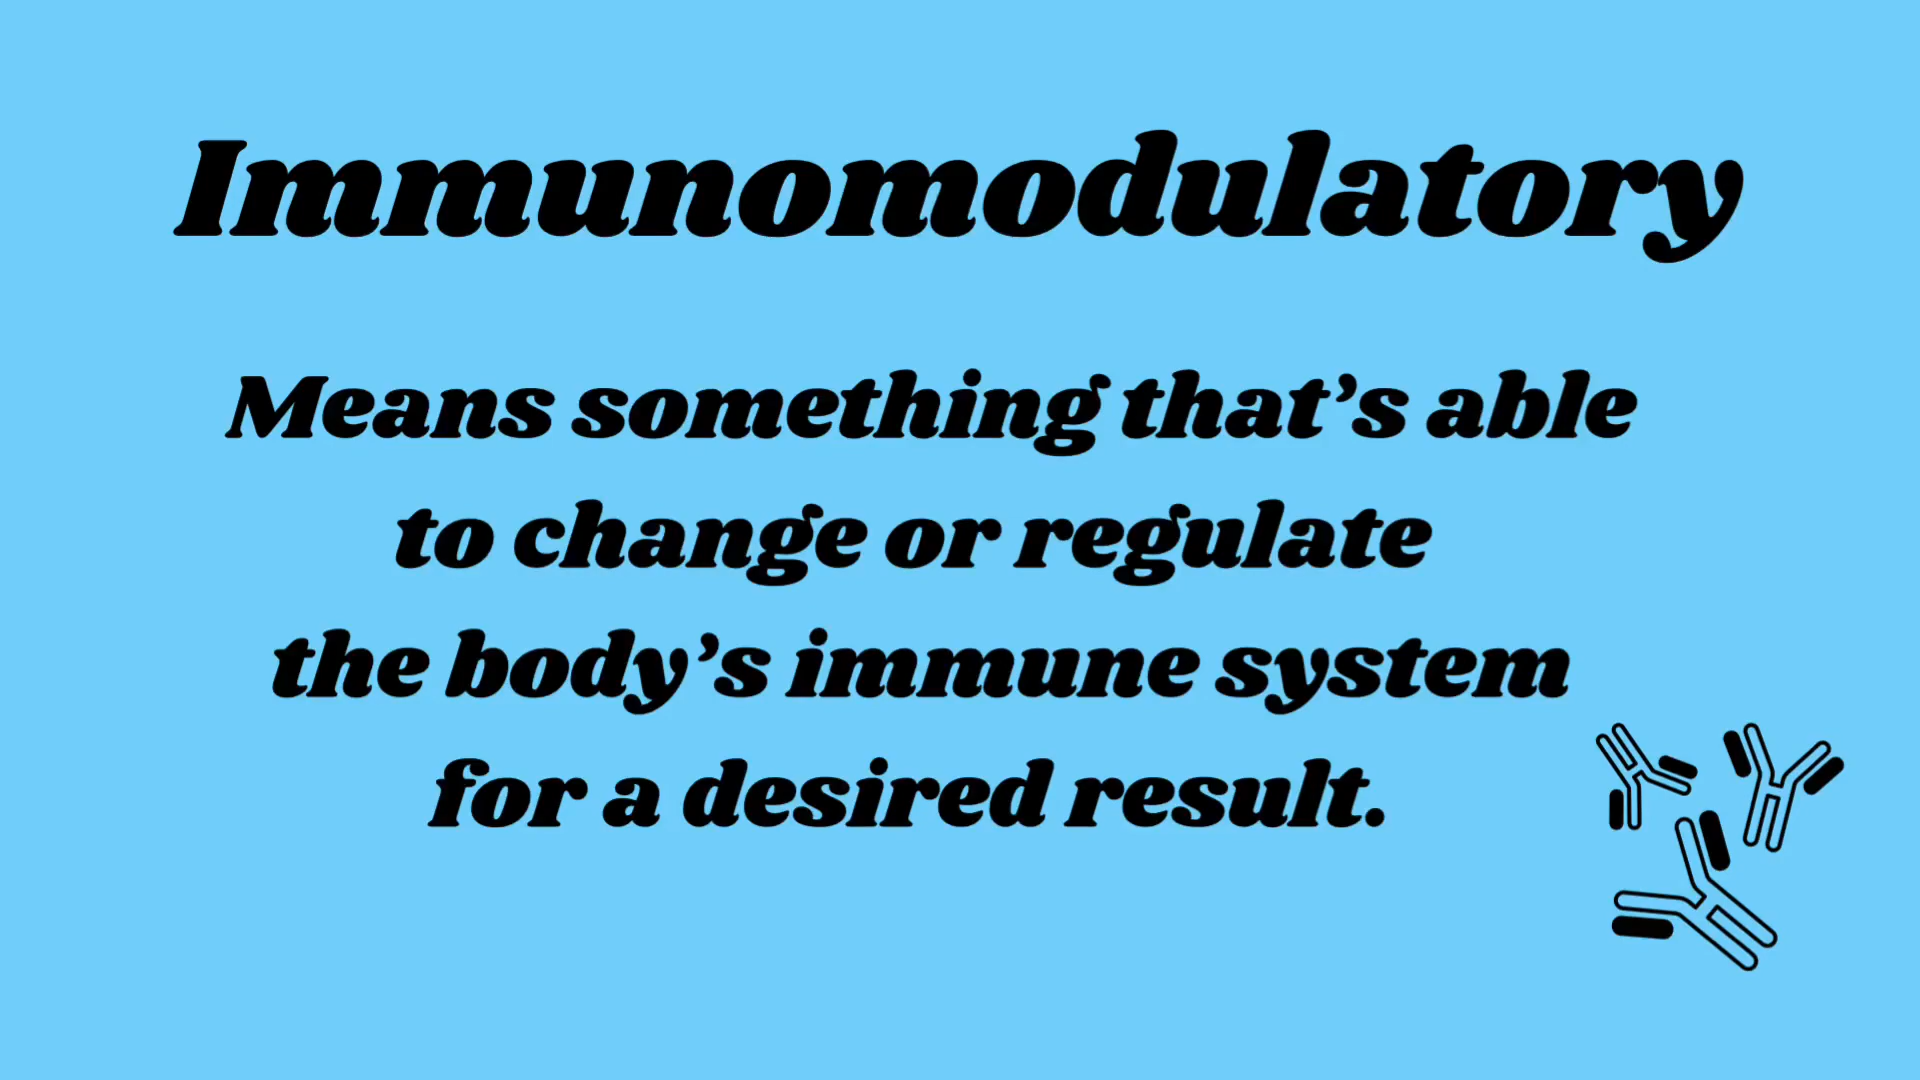 Immunomodulatory
Means something that’s able
to change or regulate
the body’s immune system
for a desired result.